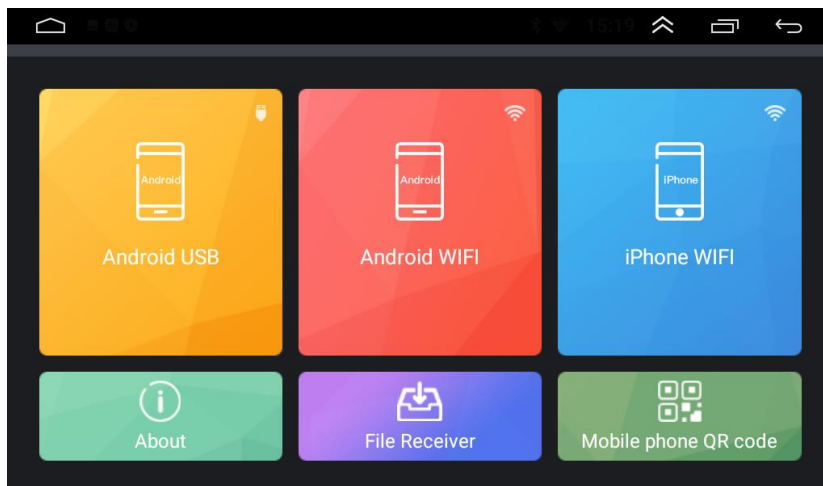 15:19
Android
Android
iPhone
Android USB
Android WIFI
iPhone WIFI
About
File Receiver
Mobile phone QR code